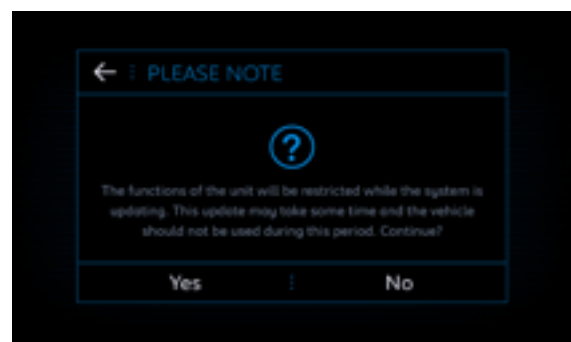 PLEASE NOTE
?
The functions of the unit will be restricted while the system is
updating. This update may take some time and the vehicle
should not be used during this period. Continue?
Yes
No